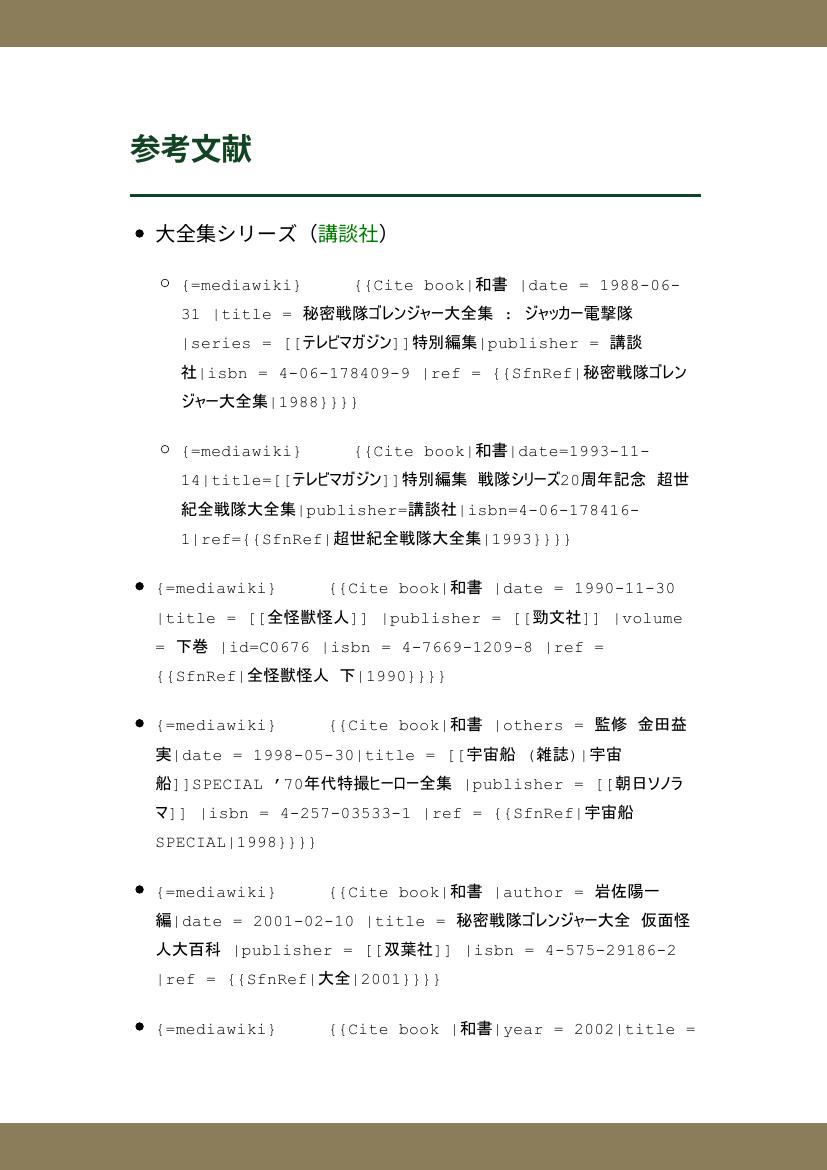 参考文献
大全集シリーズ（講談社）
{=mediawiki}     {{Cite book|和書 |date = 1988-06-
31 |title = 秘密戦隊ゴレンジャー大全集 : ジャッカー電撃隊
|series = [[テレビマガジン]]特別編集|publisher = 講談
社|isbn = 4-06-178409-9 |ref = {{SfnRef|秘密戦隊ゴレン
ジャー大全集|1988}}}}
{=mediawiki}     {{Cite book|和書|date=1993-11-
14|title=[[テレビマガジン]]特別編集 戦隊シリーズ20周年記念 超世
紀全戦隊大全集|publisher=講談社|isbn=4-06-178416-
1|ref={{SfnRef|超世紀全戦隊大全集|1993}}}}
{=mediawiki}     {{Cite book|和書 |date = 1990-11-30
|title = [[全怪獣怪人]] |publisher = [[勁文社]] |volume
= 下巻 |id=C0676 |isbn = 4-7669-1209-8 |ref =
{{SfnRef|全怪獣怪人 下|1990}}}}
{=mediawiki}     {{Cite book|和書 |others = 監修 金田益
実|date = 1998-05-30|title = [[宇宙船 (雑誌)|宇宙
船]]SPECIAL ’70年代特撮ヒーロー全集 |publisher = [[朝日ソノラ
マ]] |isbn = 4-257-03533-1 |ref = {{SfnRef|宇宙船
SPECIAL|1998}}}}
{=mediawiki}     {{Cite book|和書 |author = 岩佐陽一
編|date = 2001-02-10 |title = 秘密戦隊ゴレンジャー大全 仮面怪
人大百科 |publisher = [[双葉社]] |isbn = 4-575-29186-2
|ref = {{SfnRef|大全|2001}}}}
{=mediawiki}     {{Cite book |和書|year = 2002|title =